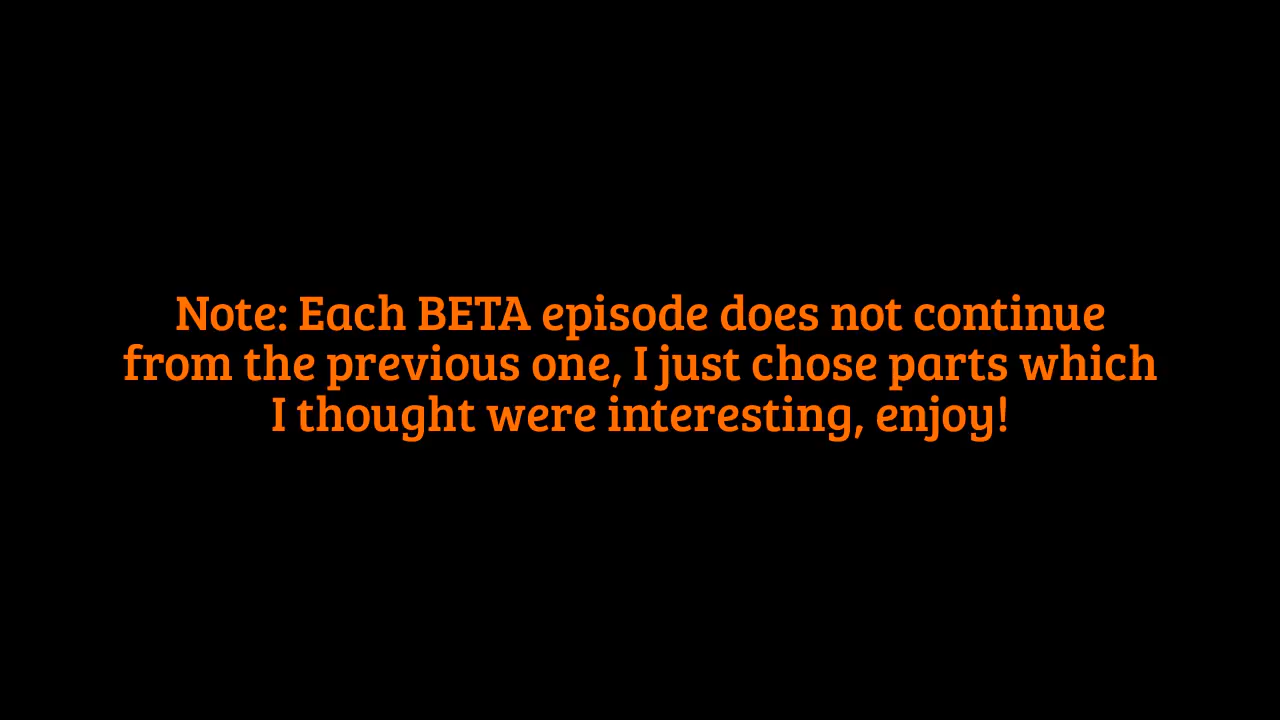 Note: Each BETA episode does not continue
from the previous one, I just chose parts which
I thought were interesting, enjoy!